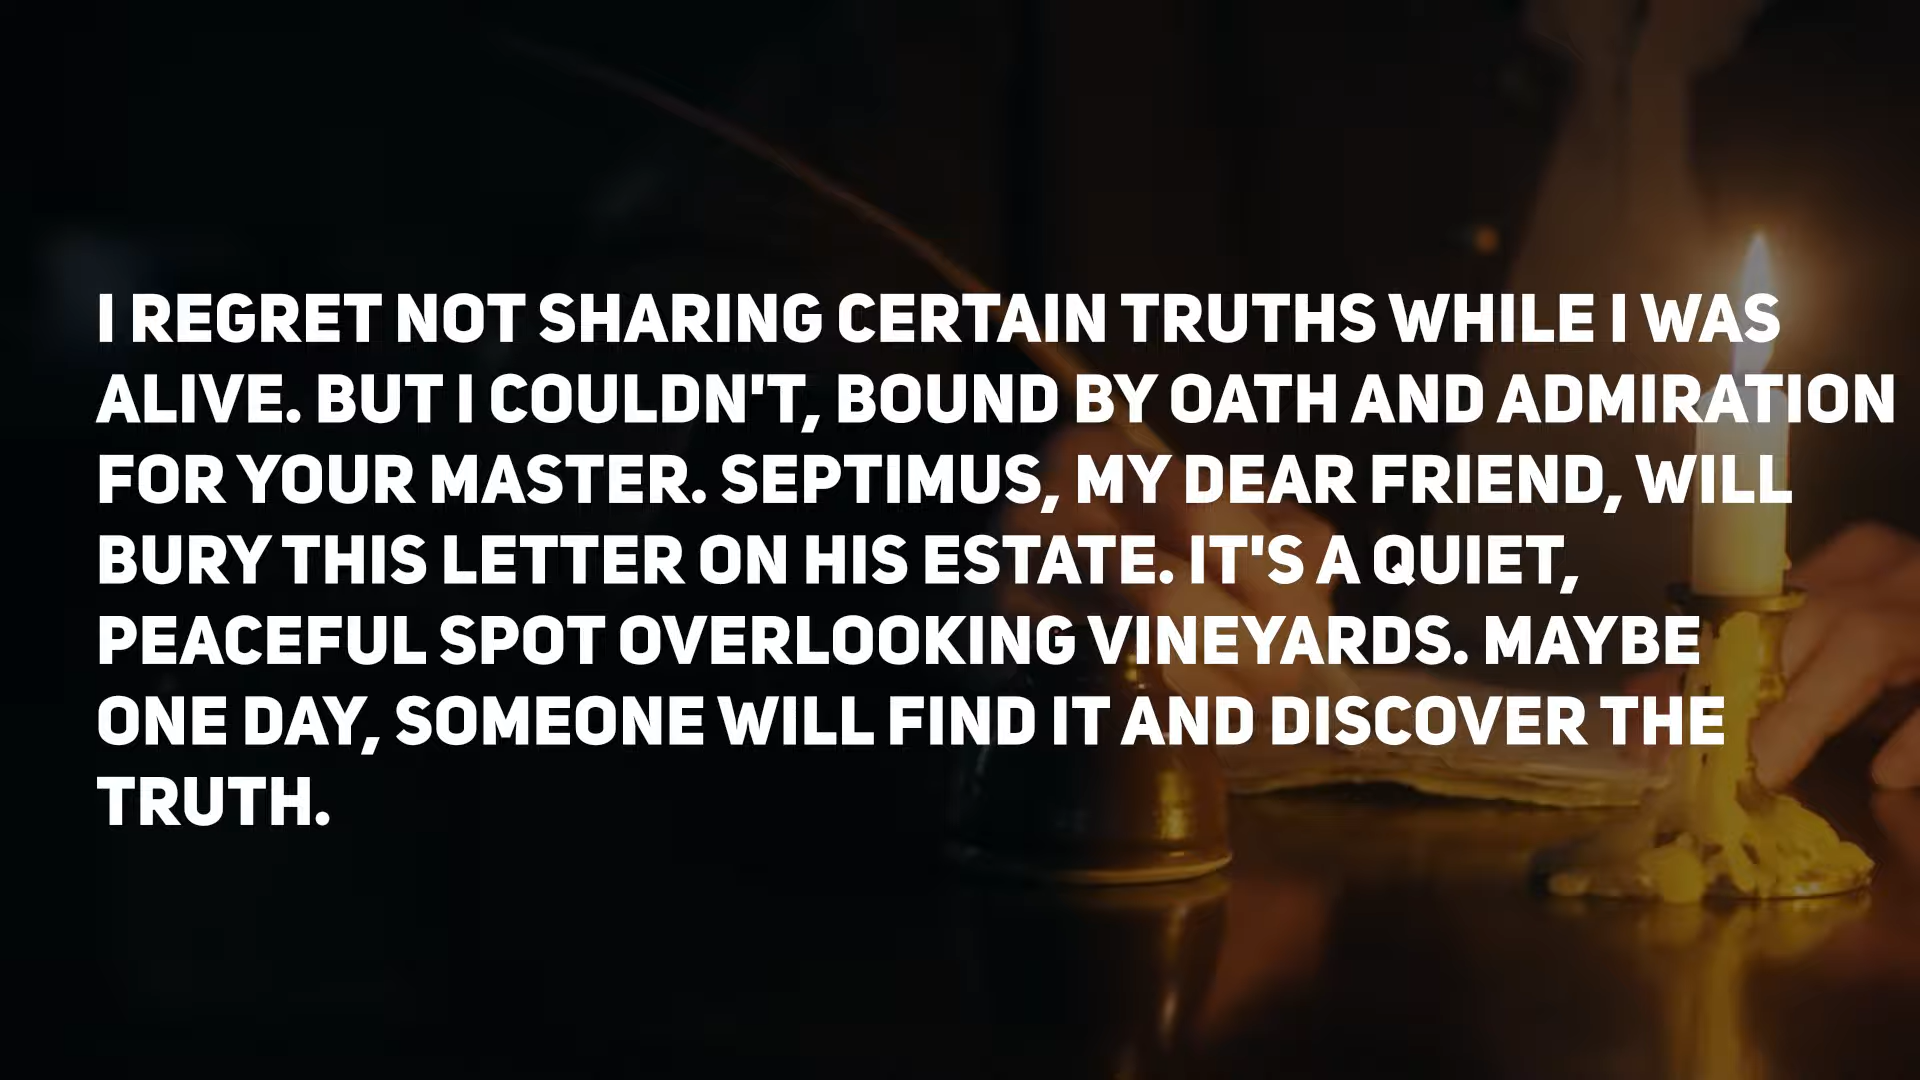 I REGRET NOT SHARING CERTAIN TRUTHS WHILE I WAS
ALIVE. BUT I COULDN'T, BOUND BY OATH AND ADMIRATION
FOR YOUR MASTER. SEPTIMUS, MY DEAR FRIEND, WILL
BURY THIS LETTER ON HIS ESTATE. IT'S A QUIET,
PEACEFUL SPOT OVERLOOKING VINEYARDS. MAYBE
ONE DAY, SOMEONE WILL FIND IT AND DISCOVER THE
TRUTH.